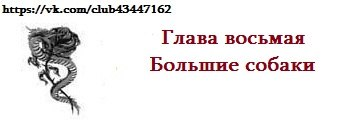 https://vk.com/club43447162
Глава восьмая
Большие собаки